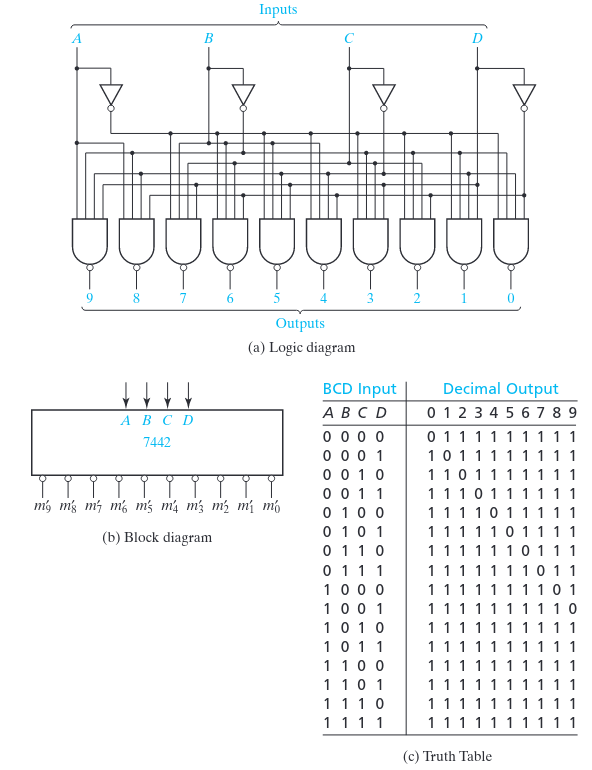 Inputs
A B C D
9 8 7 6 5 4 3 2 1 0
Outputs
(a) Logic diagram
A B C D
7442
m′9 m′8 m′7 m′6 m′5 m′4 m′3 m′2 m′1 m′0
(b) Block diagram
BCD Input Decimal Output
A B C D 0 1 2 3 4 5 6 7 8 9
0 0 0 0 0 1 1 1 1 1 1 1 1 1
0 0 0 1 1 0 1 1 1 1 1 1 1 1
0 0 1 0 1 1 0 1 1 1 1 1 1 1
0 0 1 1 1 1 1 0 1 1 1 1 1 1
0 1 0 0 1 1 1 1 0 1 1 1 1 1
0 1 0 1 1 1 1 1 1 0 1 1 1 1
0 1 1 0 1 1 1 1 1 1 0 1 1 1
0 1 1 1 1 1 1 1 1 1 1 0 1 1
1 0 0 0 1 1 1 1 1 1 1 1 0 1
1 0 0 1 1 1 1 1 1 1 1 1 1 0
1 0 1 0 1 1 1 1 1 1 1 1 1 1
1 0 1 1 1 1 1 1 1 1 1 1 1 1
1 1 0 0 1 1 1 1 1 1 1 1 1 1
1 1 0 1 1 1 1 1 1 1 1 1 1 1
1 1 1 0 1 1 1 1 1 1 1 1 1 1
1 1 1 1 1 1 1 1 1 1 1 1 1 1
(c) Truth Table